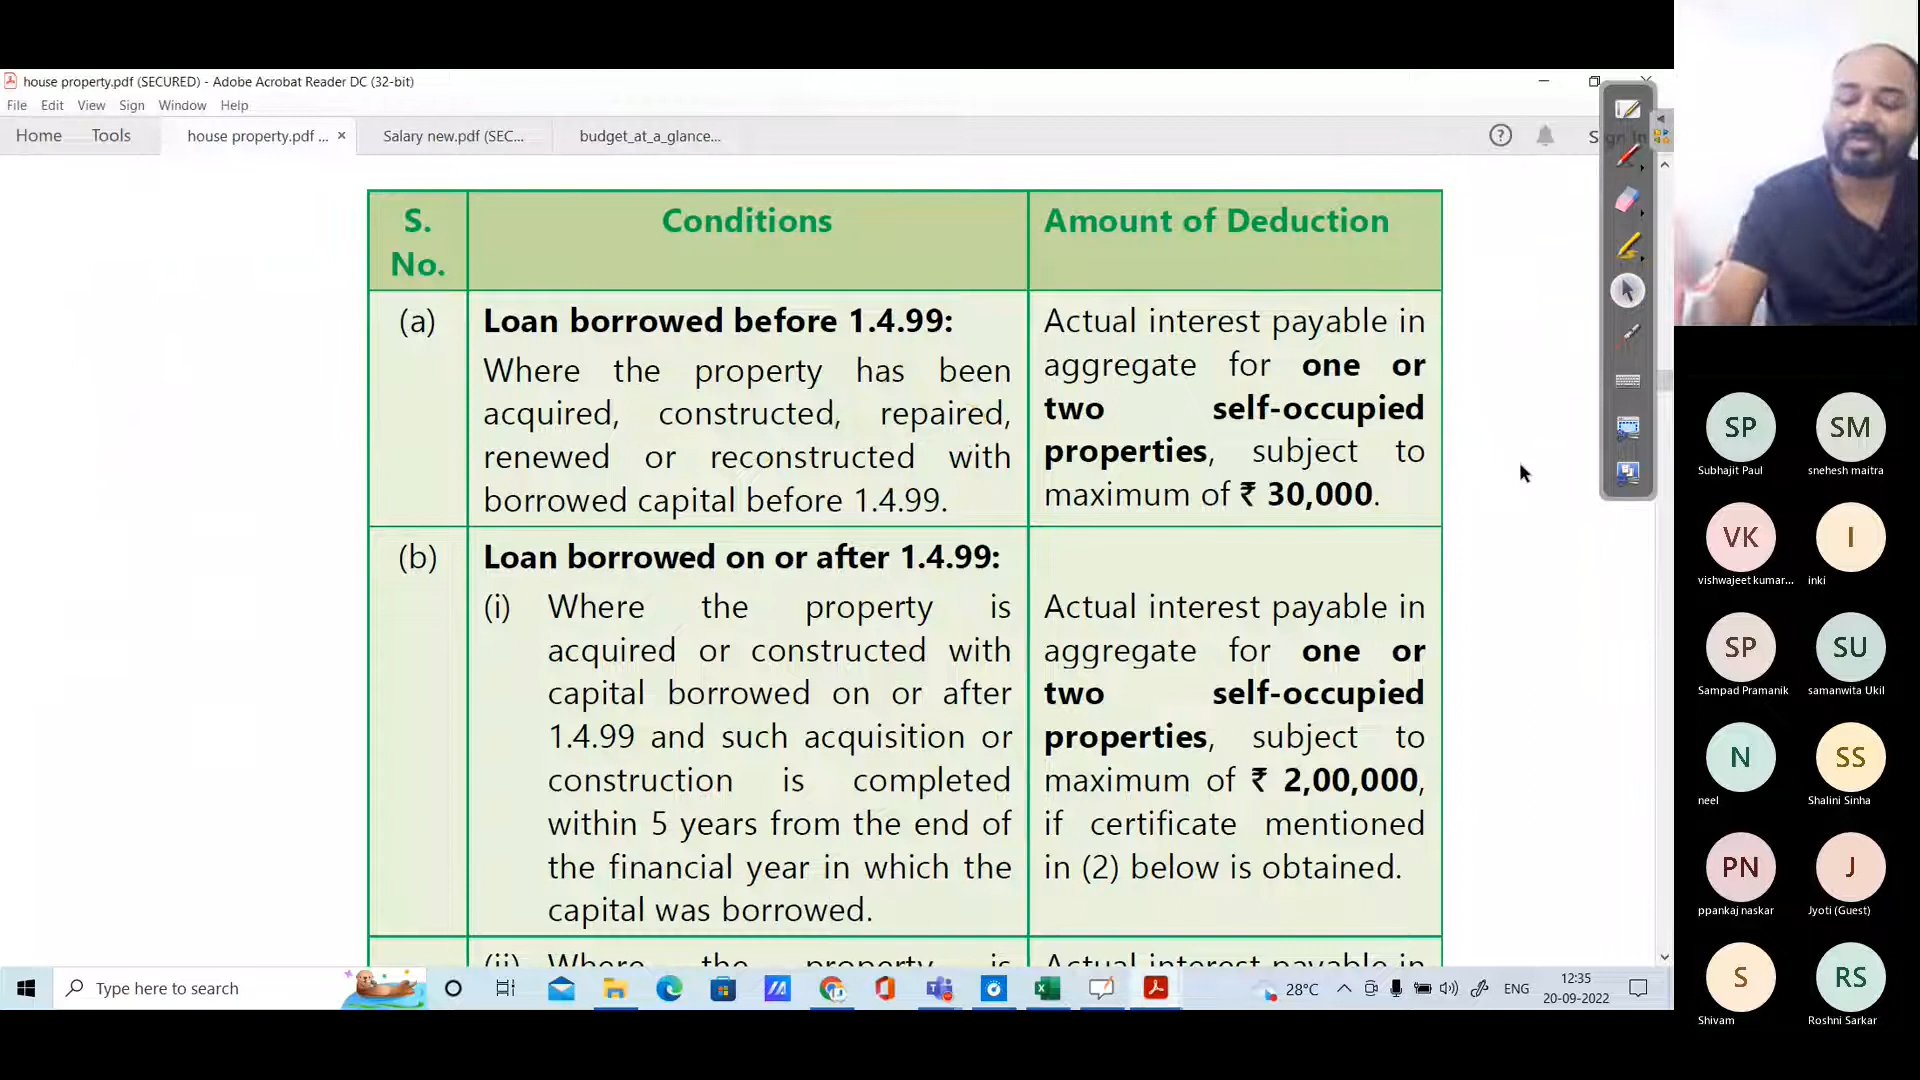 house property.pdf (SECURED) - Adobe Acrobat Reader DC (32-bit)
File Edit View Sign Window Help
Home Tools house property.pdf ... × Salary new.pdf (SEC... budget_at_a_glance...
S.
No.
Conditions
Amount of Deduction
(a)
Loan borrowed before 1.4.99:
Where the property has been
acquired, constructed, repaired,
renewed or reconstructed with
borrowed capital before 1.4.99.
Actual interest payable in
aggregate for one or
two self-occupied
properties, subject to
maximum of ₹ 30,000.
(b)
Loan borrowed on or after 1.4.99:
(i) Where the property is
acquired or constructed with
capital borrowed on or after
1.4.99 and such acquisition or
construction is completed
within 5 years from the end of
the financial year in which the
capital was borrowed.
Actual interest payable in
aggregate for one or
two self-occupied
properties, subject to
maximum of ₹ 2,00,000,
if certificate mentioned
in (2) below is obtained.
(ii) Where the property is
Actual interest payable in
Type here to search
28°C
ENG
12:35
20-09-2022
SP
Subhajit Paul
SM
snehesh maitra
VK
vishwajeet kumar...
I
inki
SP
Sampad Pramanik
SU
samanwita Ukil
N
neel
SS
Shalini Sinha
PN
ppankaj naskar
J
Jyoti (Guest)
S
Shivam
RS
Roshni Sarkar